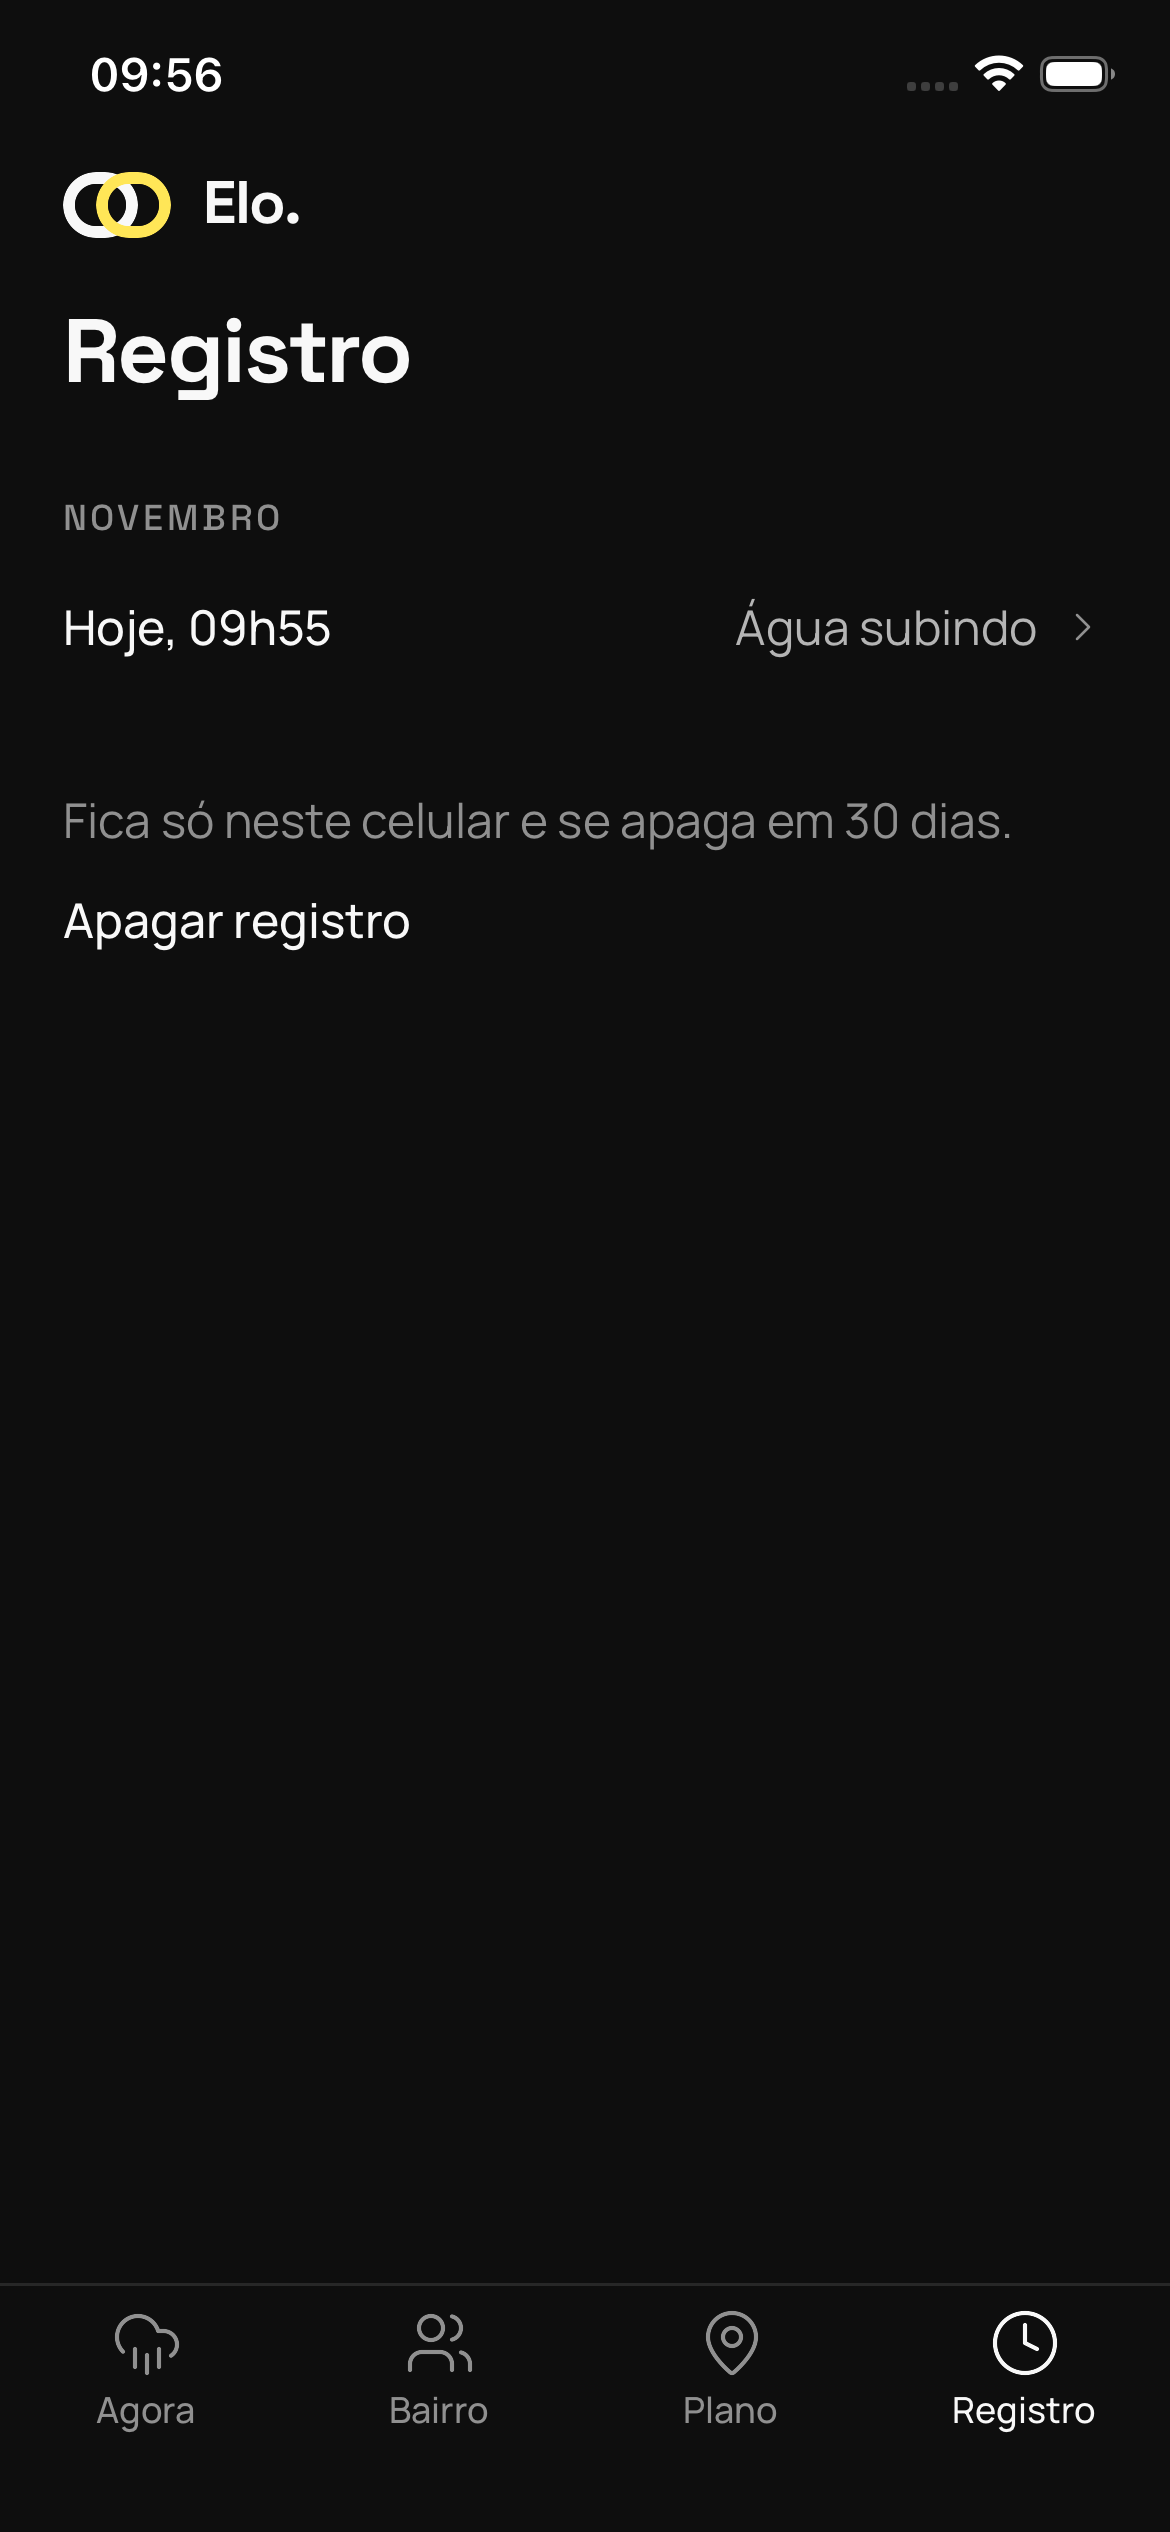 09:56
Elo.
Registro
NOVEMBRO
Hoje, 09h55 Água subindo
Fica só neste celular e se apaga em 30 dias.
Apagar registro
Agora Bairro Plano Registro